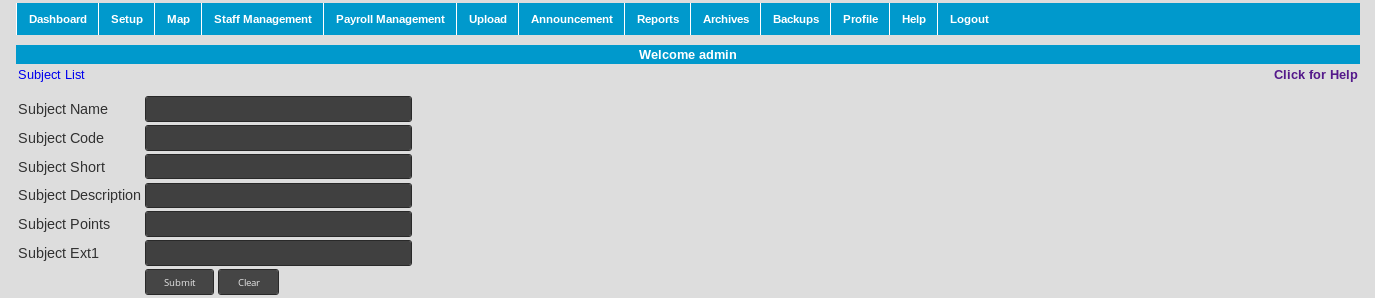 Dashboard Setup Map Staff Management Payroll Management Upload Announcement Reports Archives Backups Profile Help Logout
Welcome admin
Subject List Click for Help
Subject Name
Subject Code
Subject Short
Subject Description
Subject Points
Subject Ext1
Submit Clear